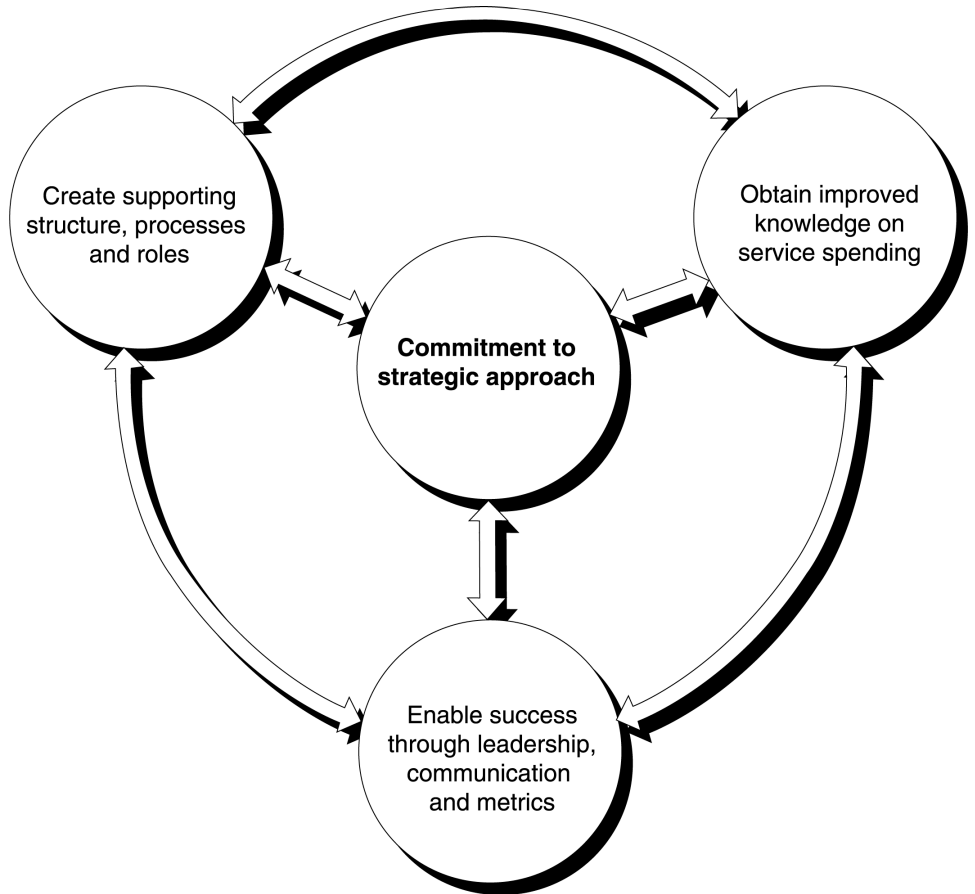 Create supporting
structure, processes
and roles
Obtain improved
knowledge on
service spending
Commitment to
strategic approach
Enable success
through leadership,
communication
and metrics